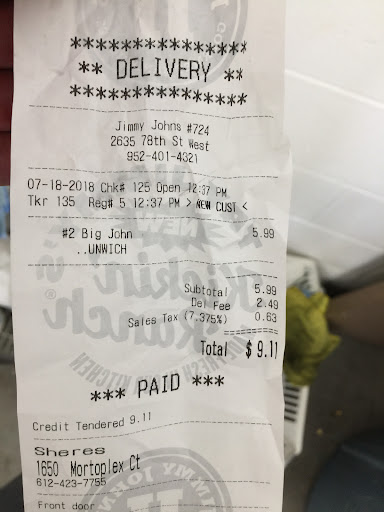 ***************
** DELIVERY **
***************
Jimmy Johns #724
2635 78th St West
952-401-4321
07-18-2018 Chk# 125 Open 12:37 PM
Tkr 135 Reg# 5 12:37 PM > NEW CUST <
#2 Big John 5.99
..UNWICH
Subtotal 5.99
Del Fee 2.49
Sales Tax (7.375%) 0.63
===========
Total $ 9.11
*** PAID ***
Credit Tendered 9.11
Sheres
1650 Mortoplex Ct
612-423-7755
Front door